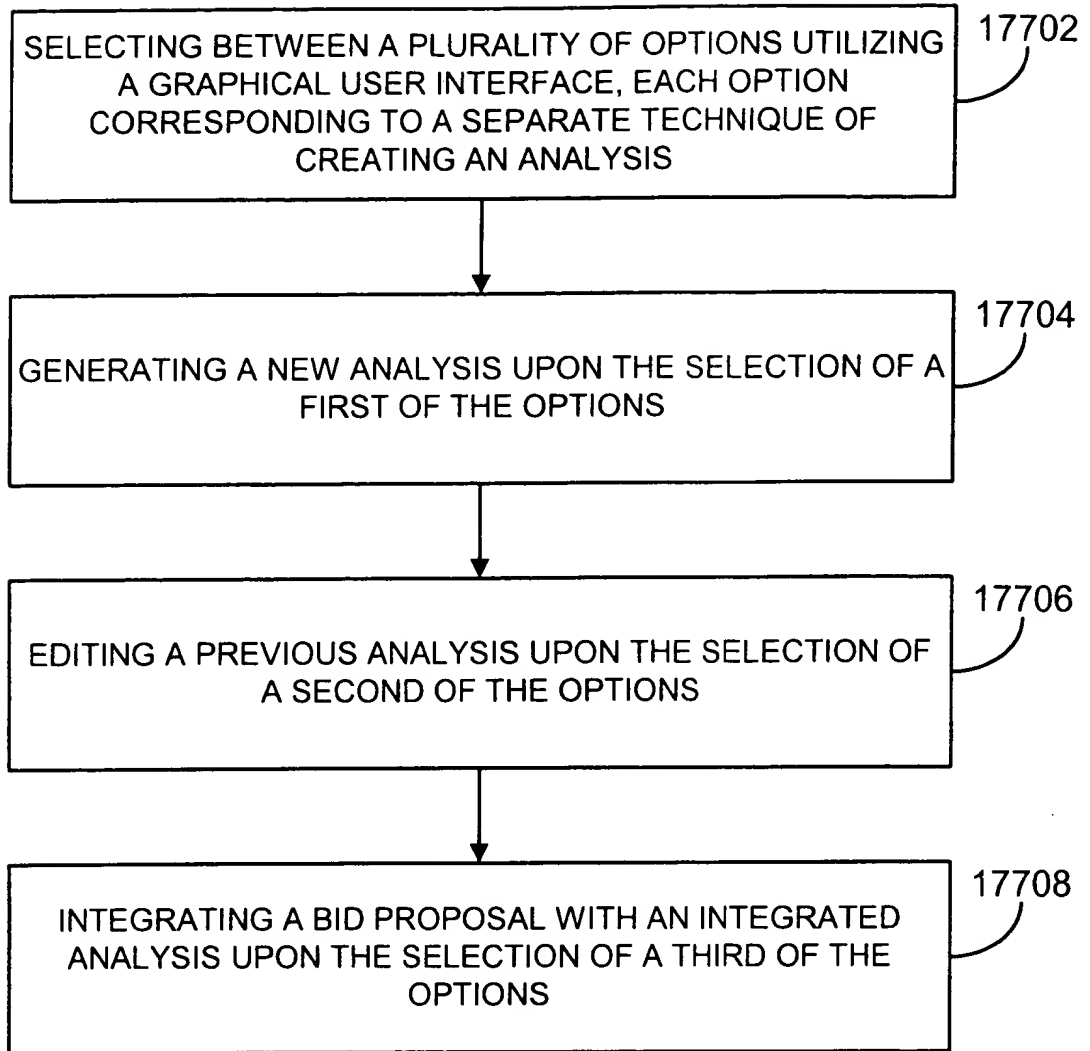 SELECTING BETWEEN A PLURALITY OF OPTIONS UTILIZING
A GRAPHICAL USER INTERFACE, EACH OPTION
CORRESPONDING TO A SEPARATE TECHNIQUE OF
CREATING AN ANALYSIS
17702
GENERATING A NEW ANALYSIS UPON THE SELECTION OF A
FIRST OF THE OPTIONS
17704
EDITING A PREVIOUS ANALYSIS UPON THE SELECTION OF
A SECOND OF THE OPTIONS
17706
INTEGRATING A BID PROPOSAL WITH AN INTEGRATED
ANALYSIS UPON THE SELECTION OF A THIRD OF THE
OPTIONS
17708